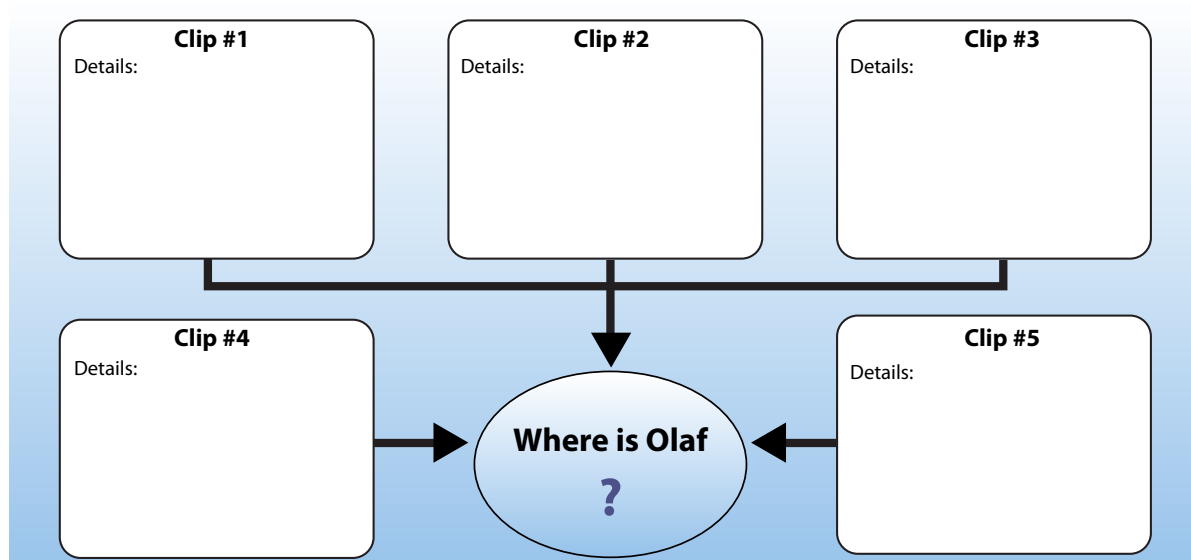 Clip #1
Details:
Clip #2
Details:
Clip #3
Details:
Clip #4
Details:
Where is Olaf
?
Clip #5
Details: